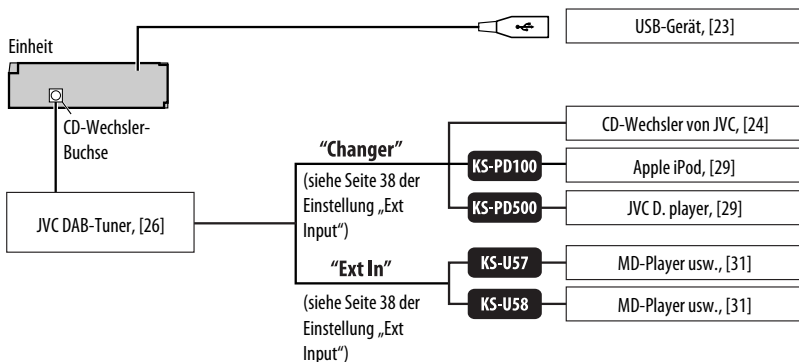 USB-Gerät, [23]
Einheit
CD-Wechsler-
Buchse
CD-Wechsler von JVC, [24]
“Changer”
KS-PD100
Apple iPod, [29]
(siehe Seite 38 der
Einstellung „Ext
Input“)
KS-PD500
JVC D. player, [29]
JVC DAB-Tuner, [26]
“Ext In”
KS-U57
MD-Player usw., [31]
(siehe Seite 38 der
Einstellung „Ext
Input“)
KS-U58
MD-Player usw., [31]